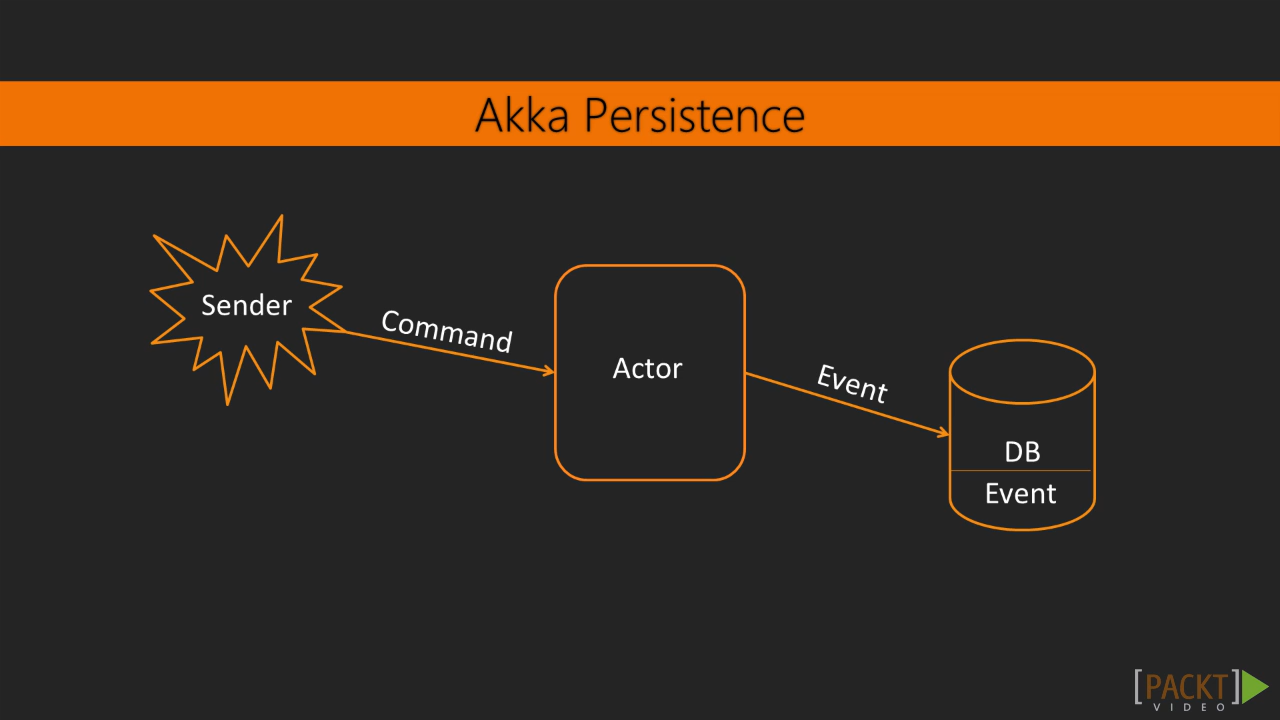 Akka Persistence
Sender
Command
Actor
Event
DB
Event
[PACKT]
VIDEO